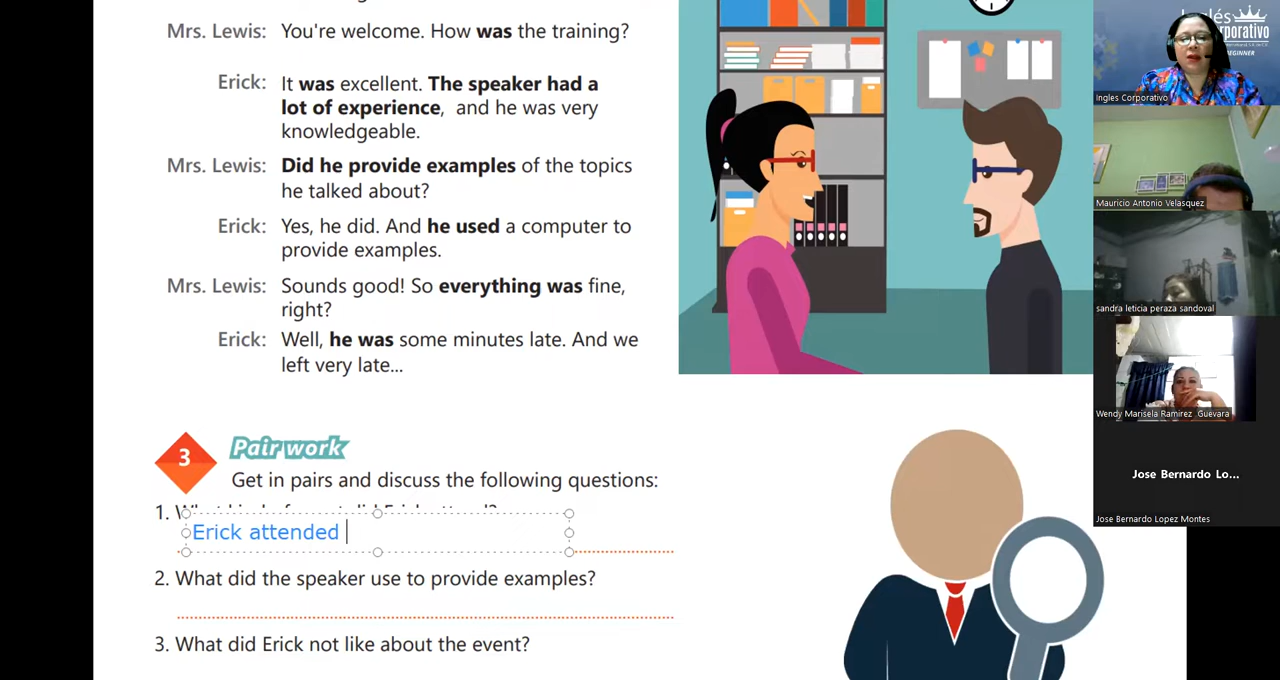 Mrs. Lewis: You're welcome. How was the training?
Erick: It was excellent. The speaker had a
lot of experience, and he was very
knowledgeable.
Mrs. Lewis: Did he provide examples of the topics
he talked about?
Erick: Yes, he did. And he used a computer to
provide examples.
Mrs. Lewis: Sounds good! So everything was fine,
right?
Erick: Well, he was some minutes late. And we
left very late...
3 Pair work
Get in pairs and discuss the following questions:
1.
Erick attended
2. What did the speaker use to provide examples?
3. What did Erick not like about the event?
Inglés
BEGINNER
Ingles Corporativo
Mauricio Antonio Velasquez
sandra leticia peraza sandoval
Wendy Marisela Ramirez Guevara
Jose Bernardo Lo...
Jose Bernardo Lopez Montes